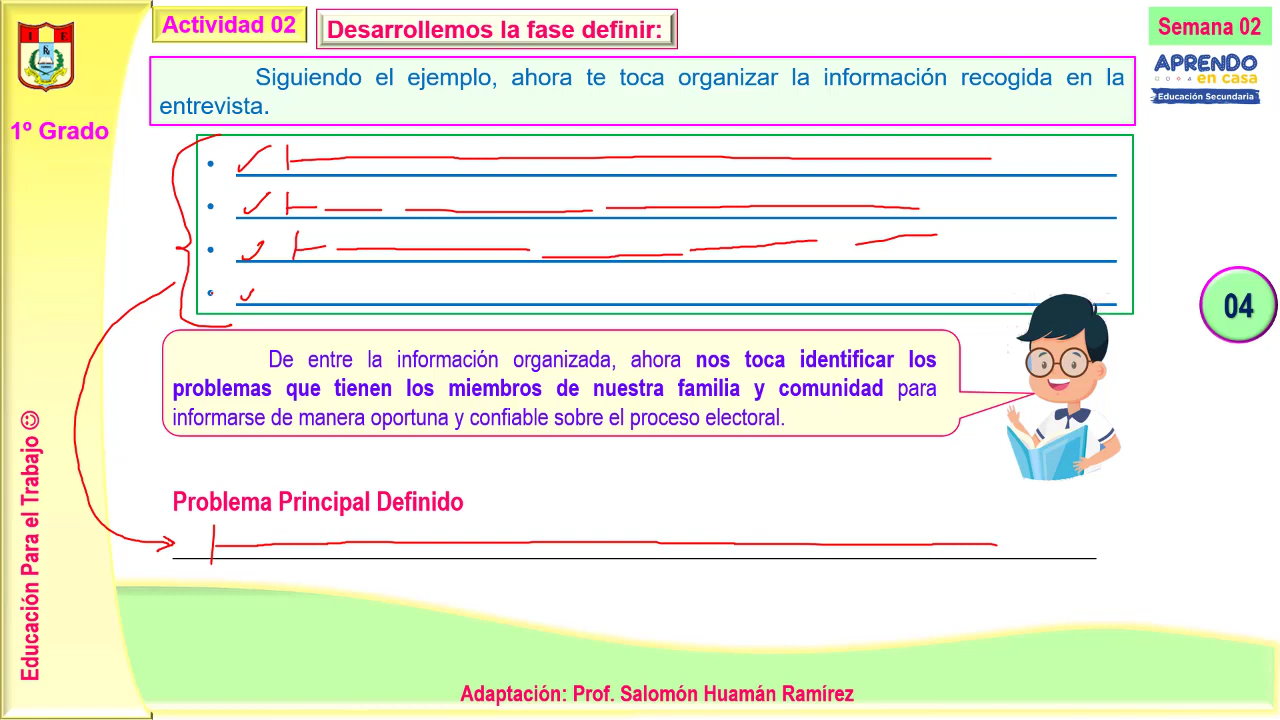 Actividad 02
Desarrollemos la fase definir:
Semana 02
I E
APRENDO
en casa
Educación Secundaria
Siguiendo el ejemplo, ahora te toca organizar la información recogida en la
entrevista.
1º Grado
04
De entre la información organizada, ahora nos toca identificar los
problemas que tienen los miembros de nuestra familia y comunidad para
informarse de manera oportuna y confiable sobre el proceso electoral.
Problema Principal Definido
Educación Para el Trabajo ☺
Adaptación: Prof. Salomón Huamán Ramírez